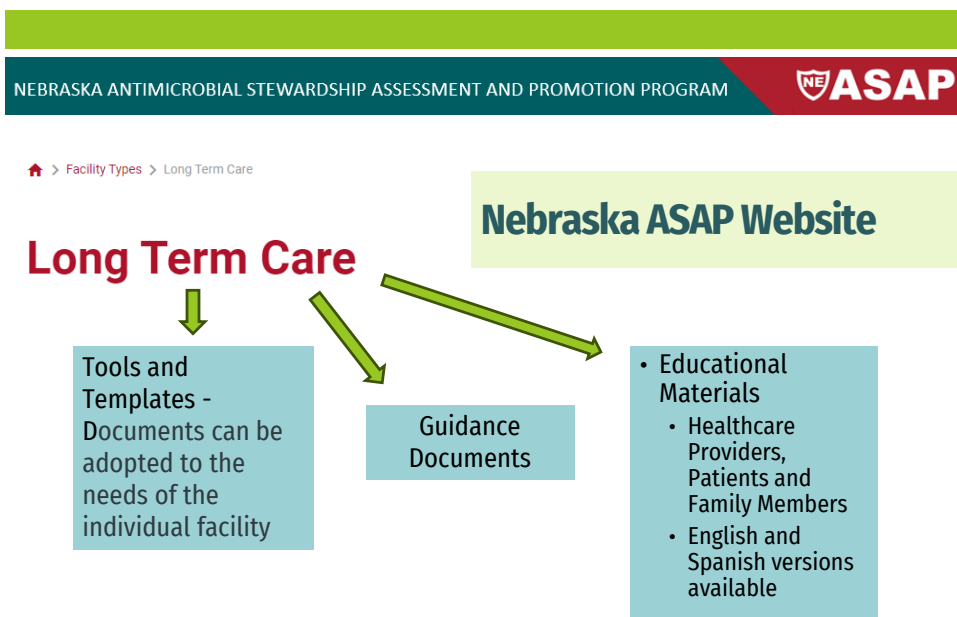 NEBRASKA ANTIMICROBIAL STEWARDSHIP ASSESSMENT AND PROMOTION PROGRAM
NE ASAP
> Facility Types > Long Term Care
Nebraska ASAP Website
Long Term Care
Tools and
Templates -
Documents can be
adopted to the
needs of the
individual facility
Guidance
Documents
• Educational
Materials
• Healthcare
Providers,
Patients and
Family Members
• English and
Spanish versions
available